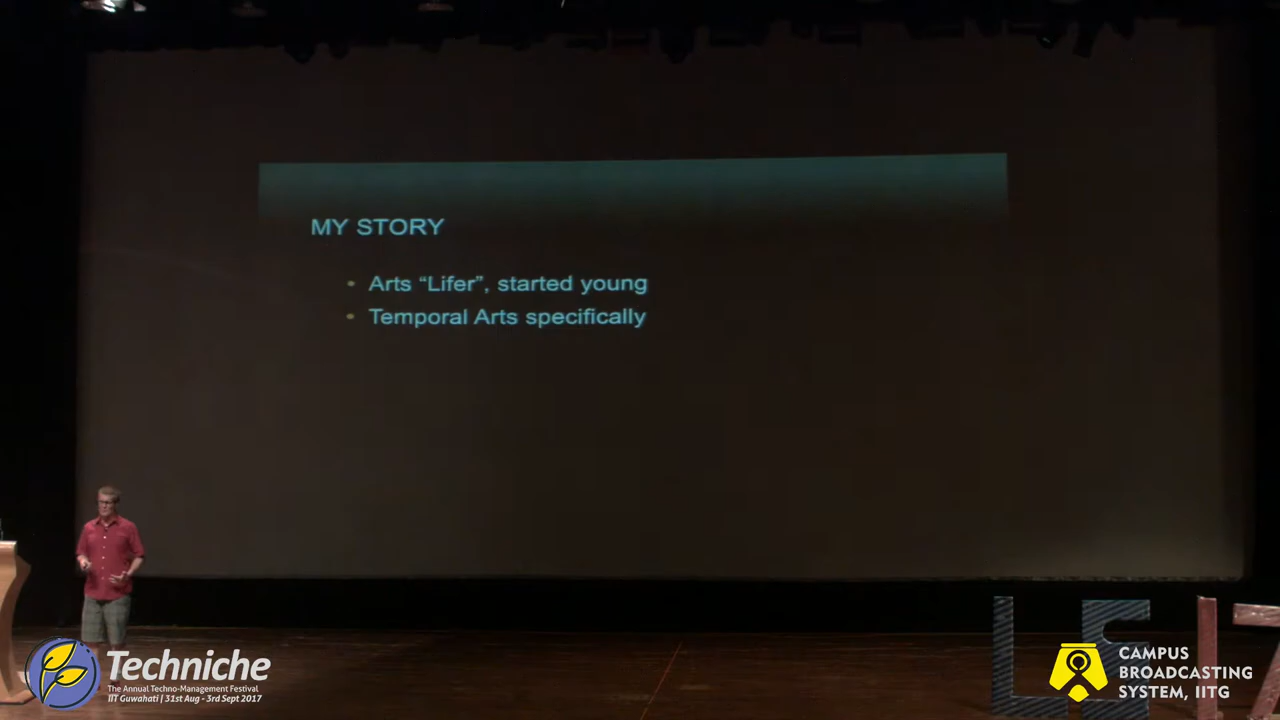 MY STORY
• Arts “Lifer”, started young
• Temporal Arts specifically
Techniche
The Annual Techno-Management Festival
IIT Guwahati | 31st Aug - 3rd Sept 2017
CAMPUS
BROADCASTING
SYSTEM, IITG